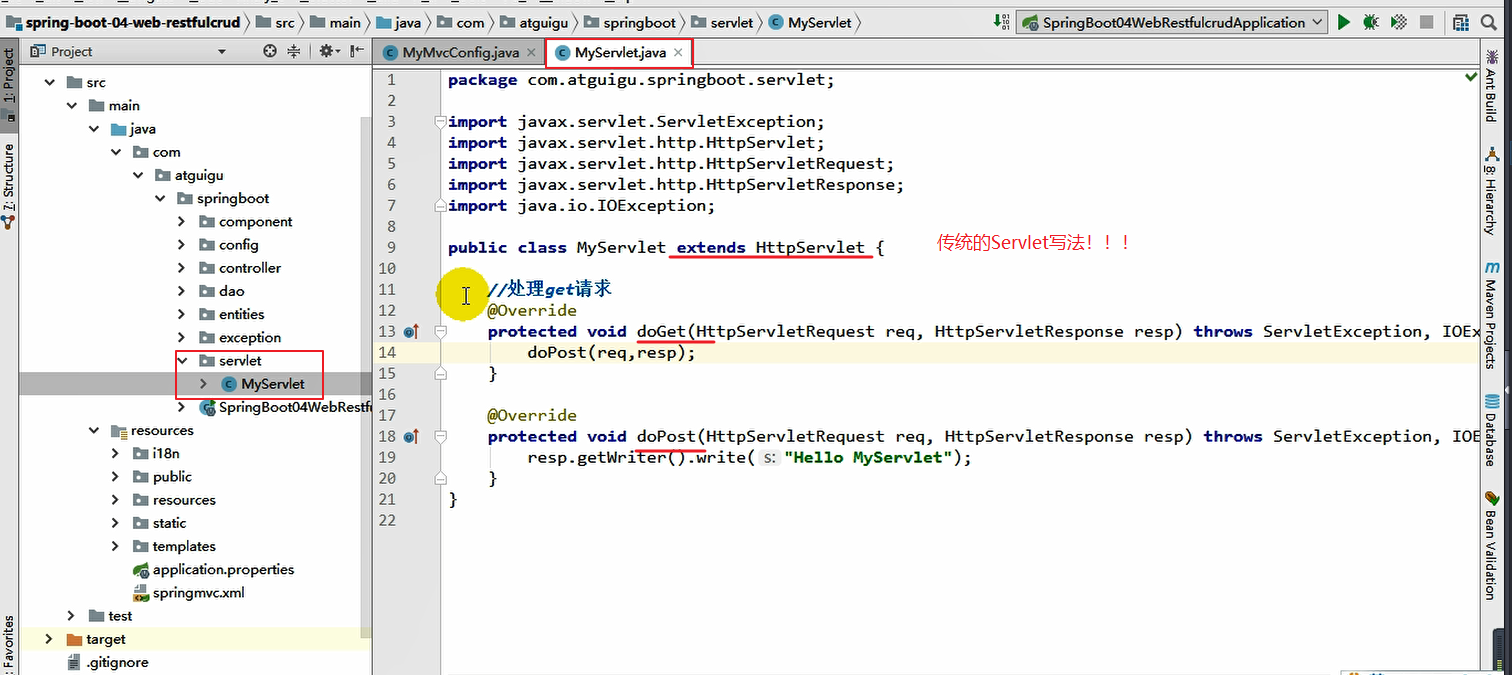 spring-boot-04-web-restfulcrud src main java com atguigu springboot servlet MyServlet SpringBoot04WebRestfulcrudApplication
Project MyMvcConfig.java MyServlet.java
1: Project
7: Structure
Favorites
src
main
java
com
atguigu
springboot
component
config
controller
dao
entities
exception
servlet
MyServlet
SpringBoot04WebRestfu
resources
i18n
public
resources
static
templates
application.properties
springmvc.xml
test
target
.gitignore
1 package com.atguigu.springboot.servlet;
2
3 import javax.servlet.ServletException;
4 import javax.servlet.http.HttpServlet;
5 import javax.servlet.http.HttpServletRequest;
6 import javax.servlet.http.HttpServletResponse;
7 import java.io.IOException;
8
9 public class MyServlet extends HttpServlet { 传统的Servlet写法！！！
10
11 //处理get请求
12 @Override
13 protected void doGet(HttpServletRequest req, HttpServletResponse resp) throws ServletException, IOEx
14 doPost(req,resp);
15 }
16
17 @Override
18 protected void doPost(HttpServletRequest req, HttpServletResponse resp) throws ServletException, IOE
19 resp.getWriter().write( s: "Hello MyServlet");
20 }
21 }
22
Ant Build
8: Hierarchy
m
Maven Projects
Database
Bean Validation